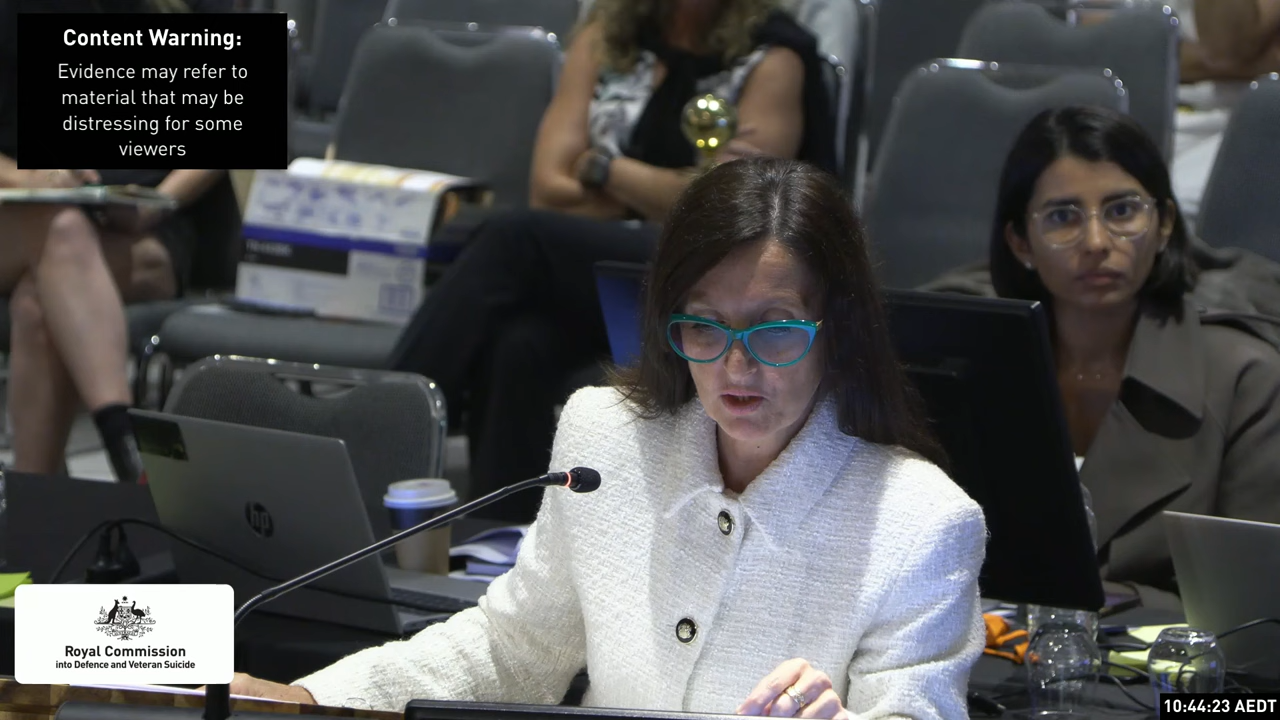 Content Warning:
Evidence may refer to
material that may be
distressing for some
viewers
hp
Royal Commission
into Defence and Veteran Suicide
10:44:23 AEDT